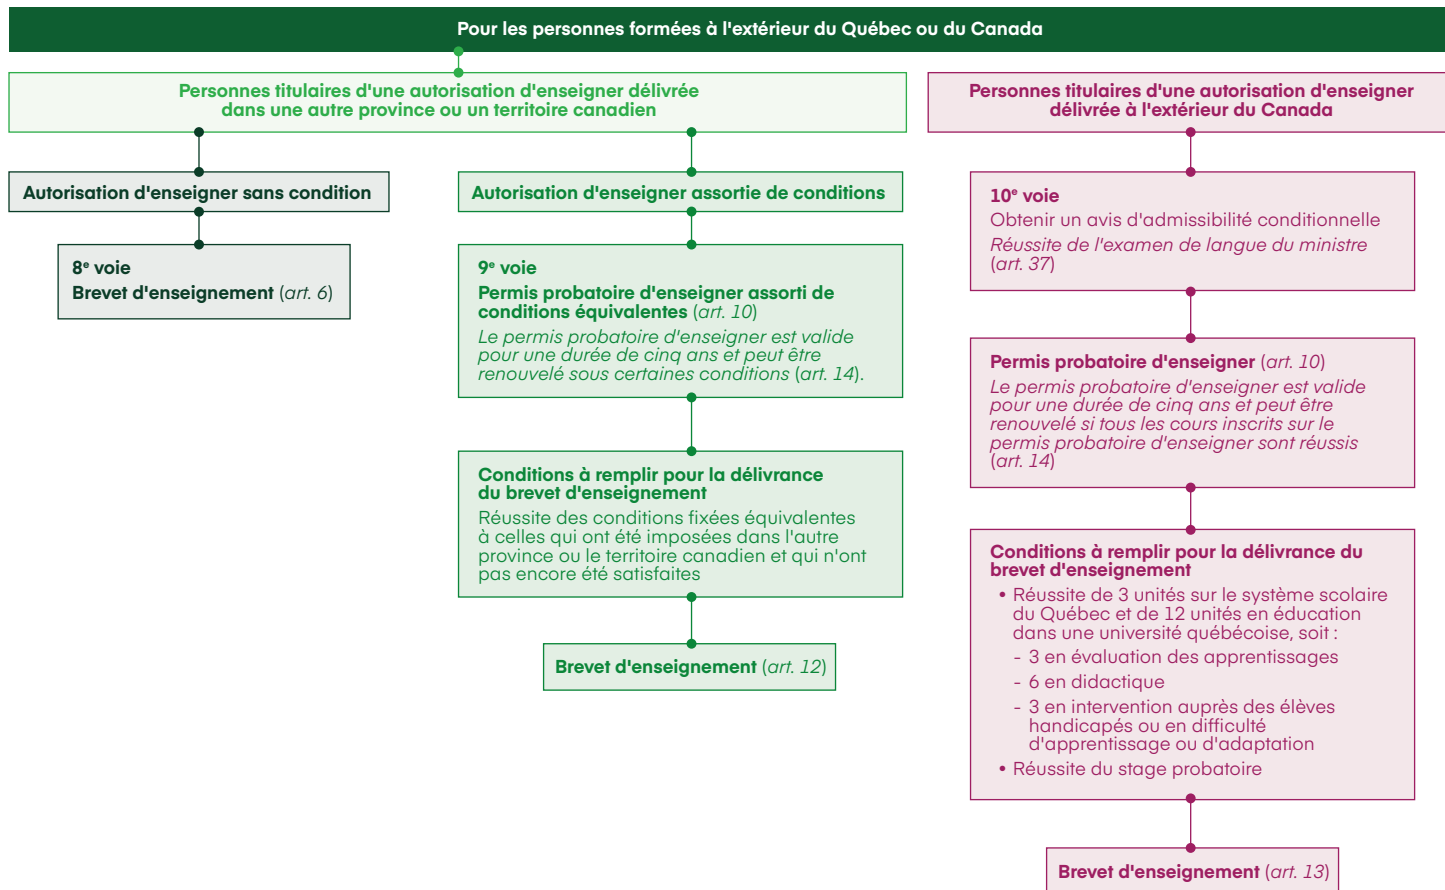 Pour les personnes formées à l'extérieur du Québec ou du Canada
Personnes titulaires d'une autorisation d'enseigner délivrée
dans une autre province ou un territoire canadien
Autorisation d'enseigner sans condition
8e voie
Brevet d'enseignement (art. 6)
Autorisation d'enseigner assortie de conditions
9e voie
Permis probatoire d'enseigner assorti de
conditions équivalentes (art. 10)
Le permis probatoire d'enseigner est valide
pour une durée de cinq ans et peut être
renouvelé sous certaines conditions (art. 14).
Conditions à remplir pour la délivrance
du brevet d'enseignement
Réussite des conditions fixées équivalentes
à celles qui ont été imposées dans l'autre
province ou le territoire canadien et qui n'ont
pas encore été satisfaites
Brevet d'enseignement (art. 12)
Personnes titulaires d'une autorisation d'enseigner
délivrée à l'extérieur du Canada
10e voie
Obtenir un avis d'admissibilité conditionnelle
Réussite de l'examen de langue du ministre
(art. 37)
Permis probatoire d'enseigner (art. 10)
Le permis probatoire d'enseigner est valide
pour une durée de cinq ans et peut être
renouvelé si tous les cours inscrits sur le
permis probatoire d'enseigner sont réussis
(art. 14)
Conditions à remplir pour la délivrance du
brevet d'enseignement
• Réussite de 3 unités sur le système scolaire
du Québec et de 12 unités en éducation
dans une université québécoise, soit :
- 3 en évaluation des apprentissages
- 6 en didactique
- 3 en intervention auprès des élèves
handicapés ou en difficulté
d'apprentissage ou d'adaptation
• Réussite du stage probatoire
Brevet d'enseignement (art. 13)